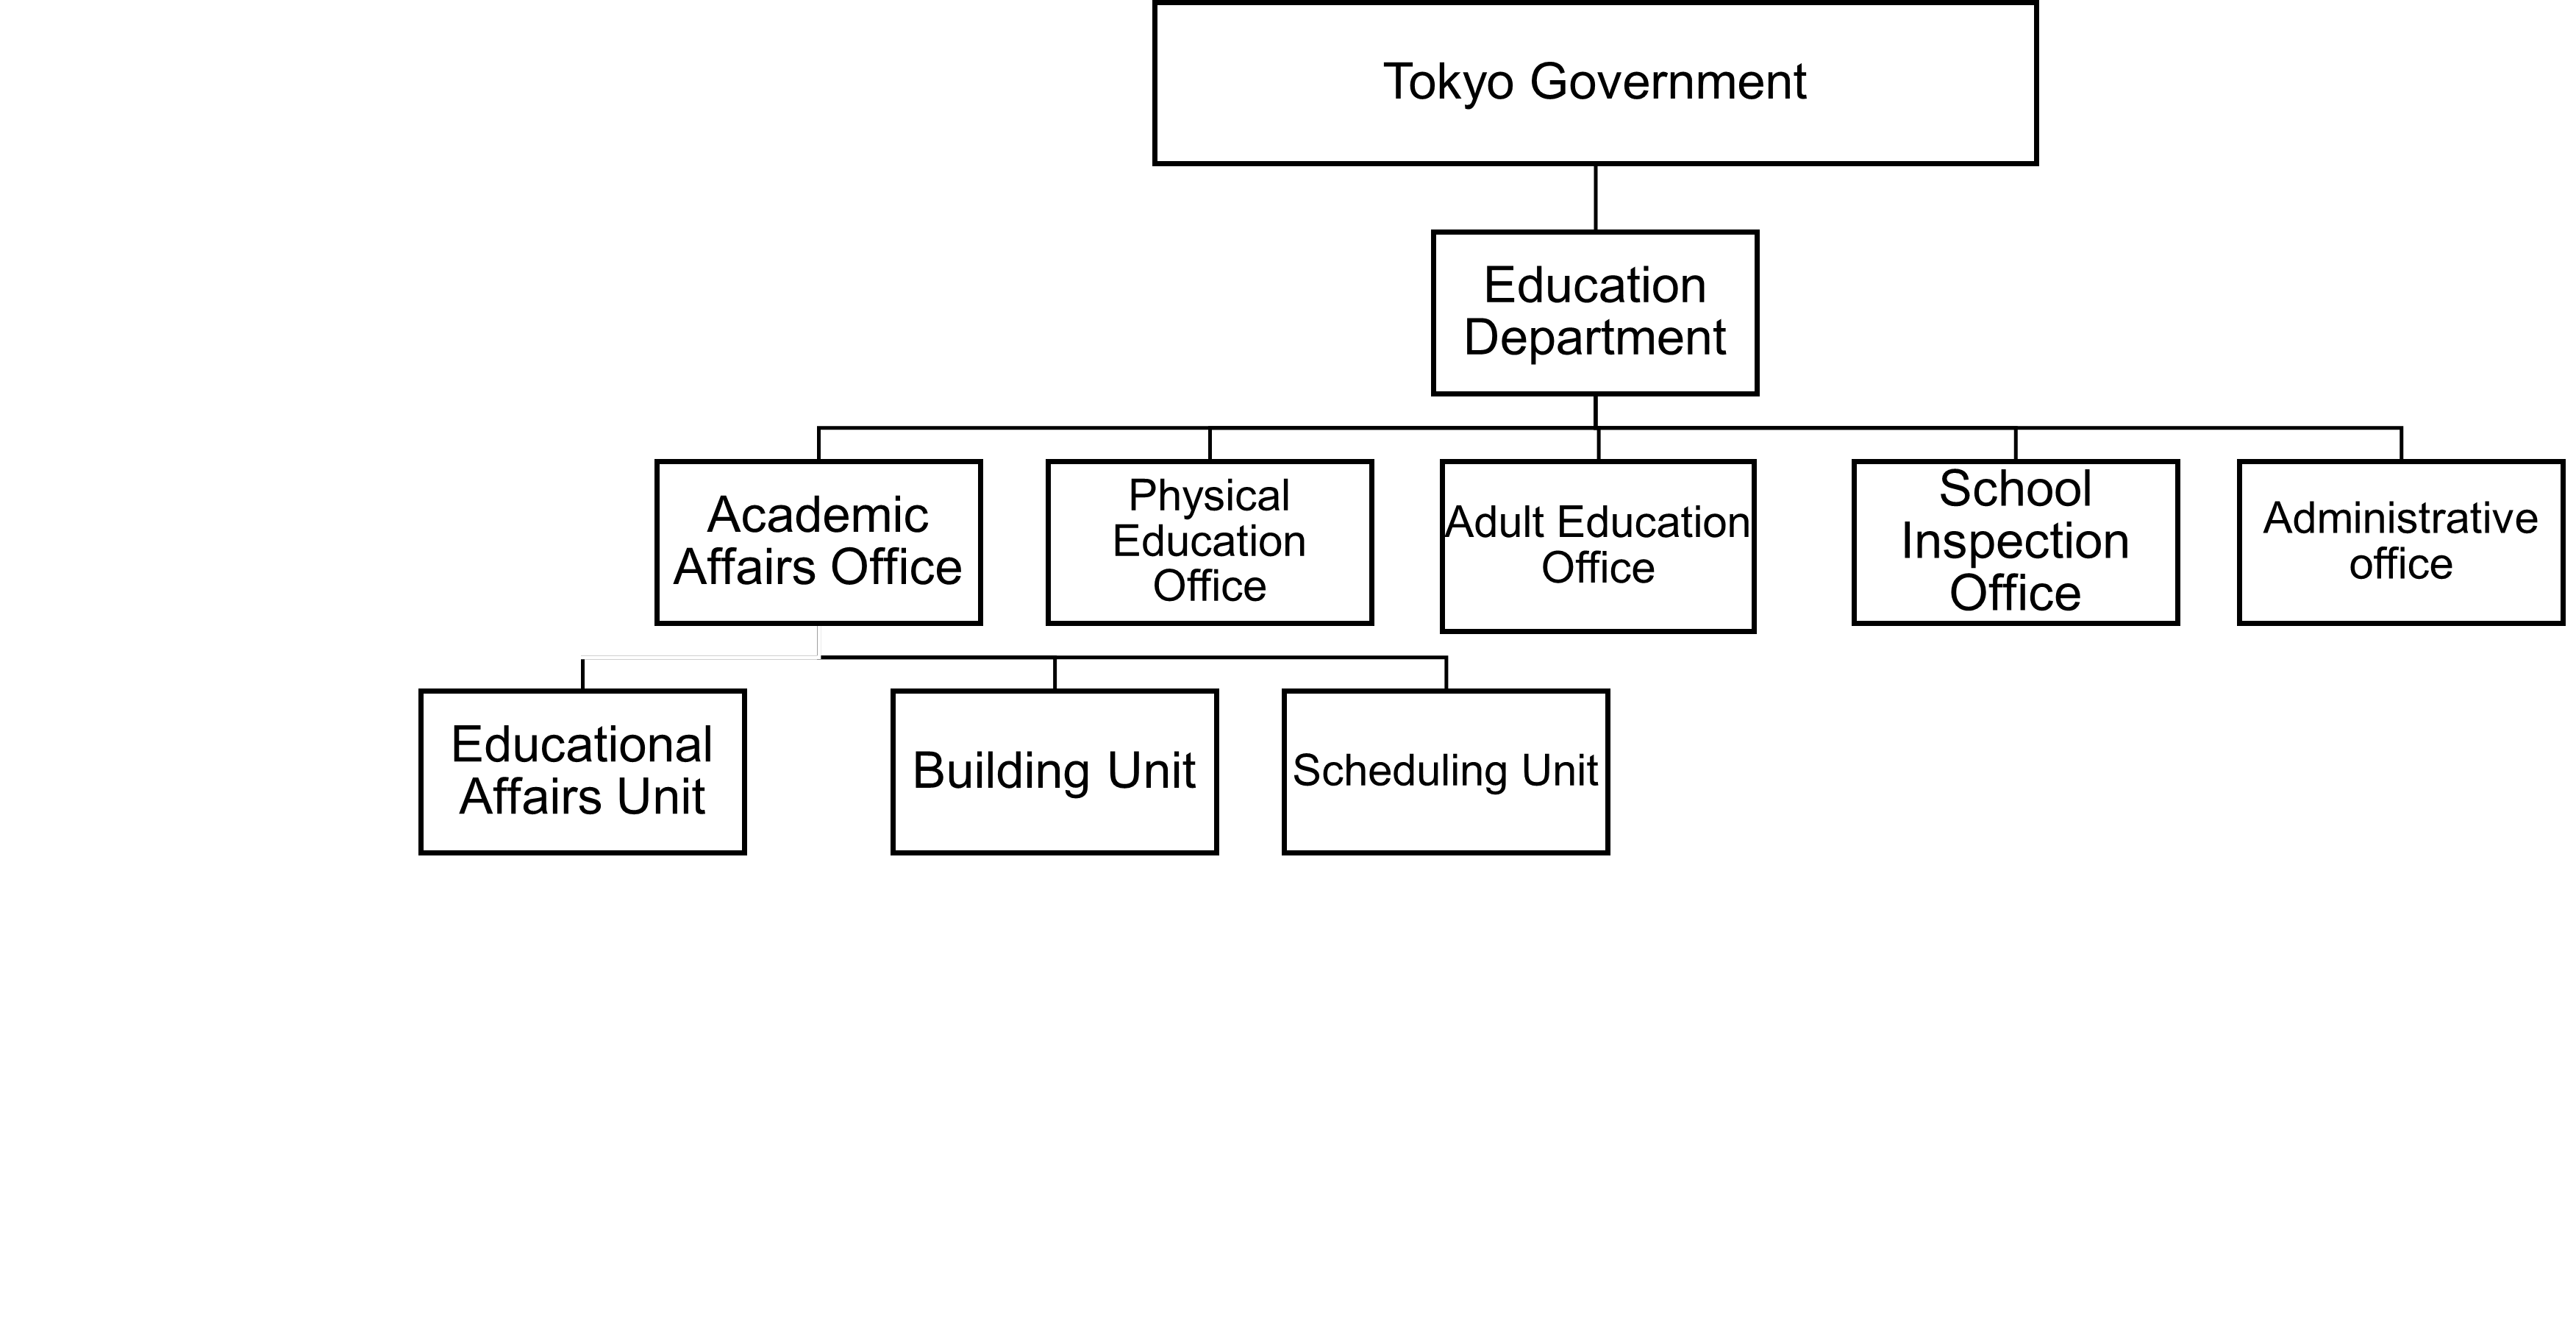 Tokyo Government
Education
Department
Academic
Affairs Office
Physical
Education
Office
Adult Education
Office
School
Inspection
Office
Administrative
office
Educational
Affairs Unit
Building Unit
Scheduling Unit